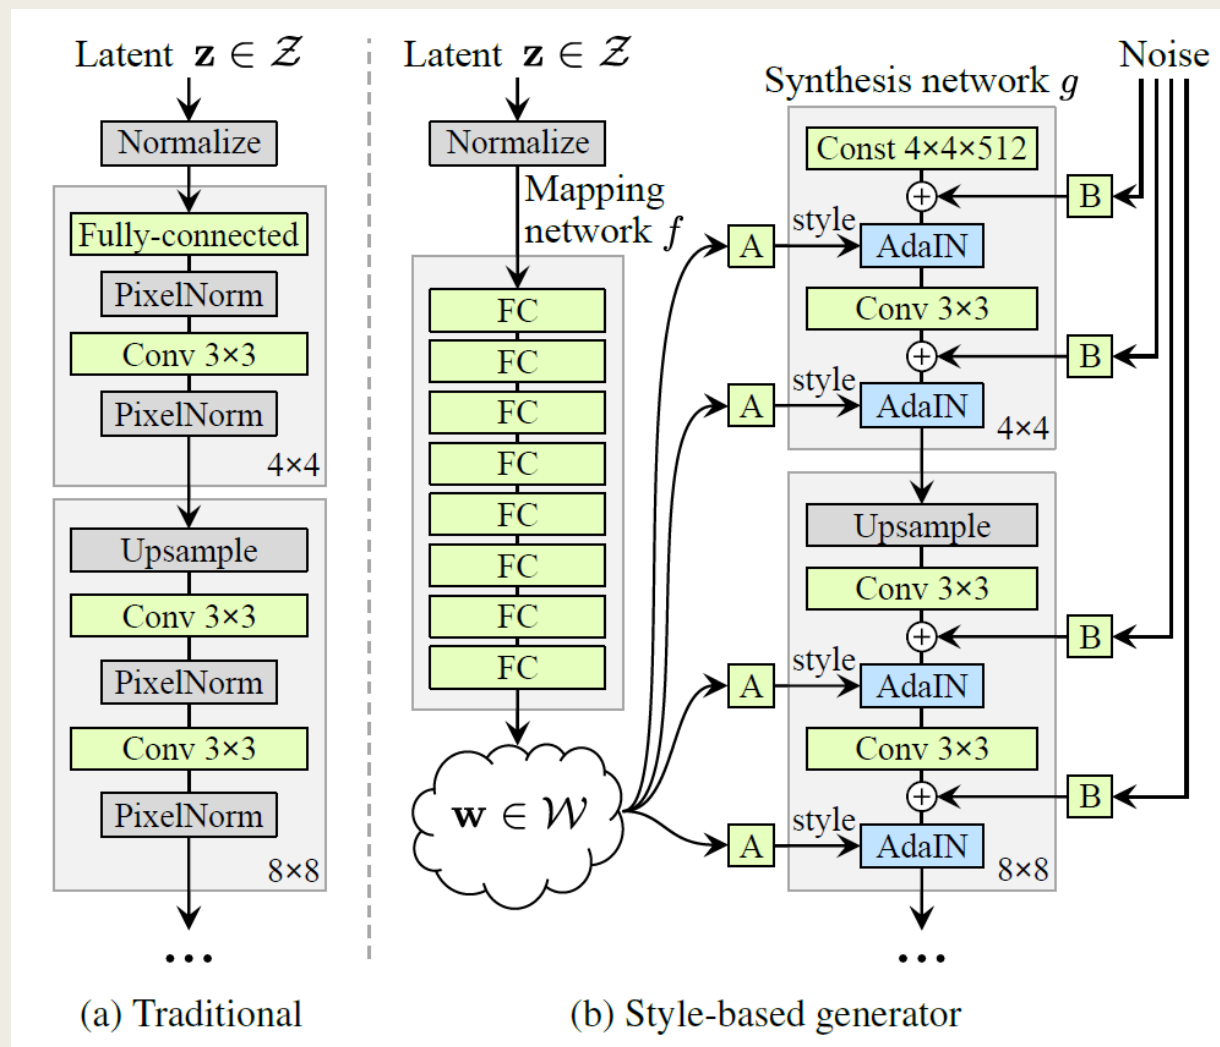 Latent z ∈ 𝒵
Normalize
Fully-connected
PixelNorm
Conv 3×3
PixelNorm
4×4
Upsample
Conv 3×3
PixelNorm
Conv 3×3
PixelNorm
8×8
...
(a) Traditional
Latent z ∈ 𝒵
Normalize
Mapping
network f
FC
FC
FC
FC
FC
FC
FC
FC
w ∈ 𝒲
A
A
A
A
style
style
style
style
Synthesis network g
Const 4×4×512
+
AdaIN
Conv 3×3
+
AdaIN
4×4
Upsample
Conv 3×3
+
AdaIN
Conv 3×3
+
AdaIN
8×8
...
Noise
B
B
B
B
(b) Style-based generator